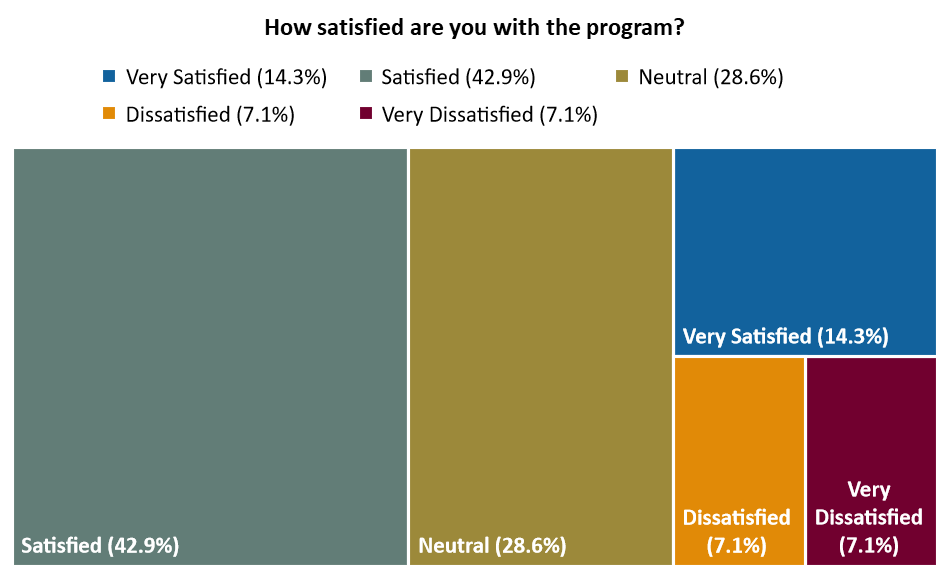 How satisfied are you with the program?
Very Satisfied (14.3%) Satisfied (42.9%) Neutral (28.6%)
Dissatisfied (7.1%) Very Dissatisfied (7.1%)
Very Satisfied (14.3%)
Satisfied (42.9%)
Neutral (28.6%)
Dissatisfied
(7.1%)
Very
Dissatisfied
(7.1%)